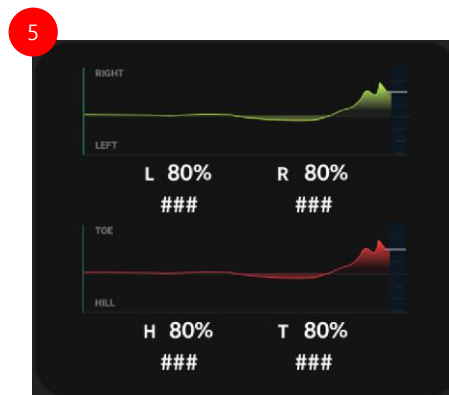 5
RIGHT
LEFT
L 80% R 80%
### ###
TOE
HILL
H 80% T 80%
### ###